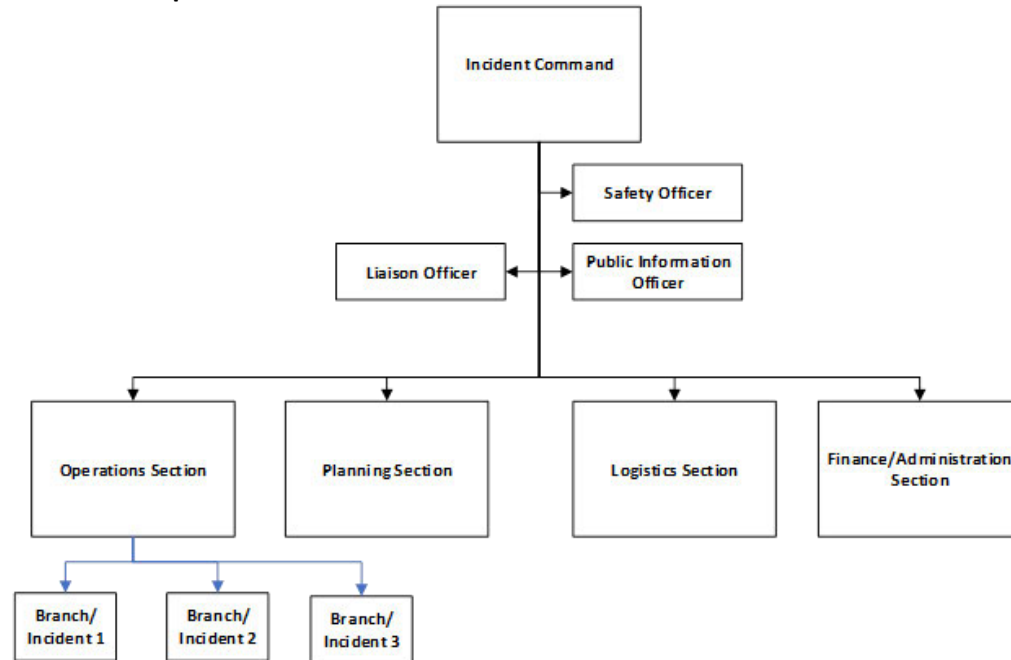 Incident Command
Safety Officer
Liaison Officer
Public Information
Officer
Operations Section
Planning Section
Logistics Section
Finance/Administration
Section
Branch/
Incident 1
Branch/
Incident 2
Branch/
Incident 3